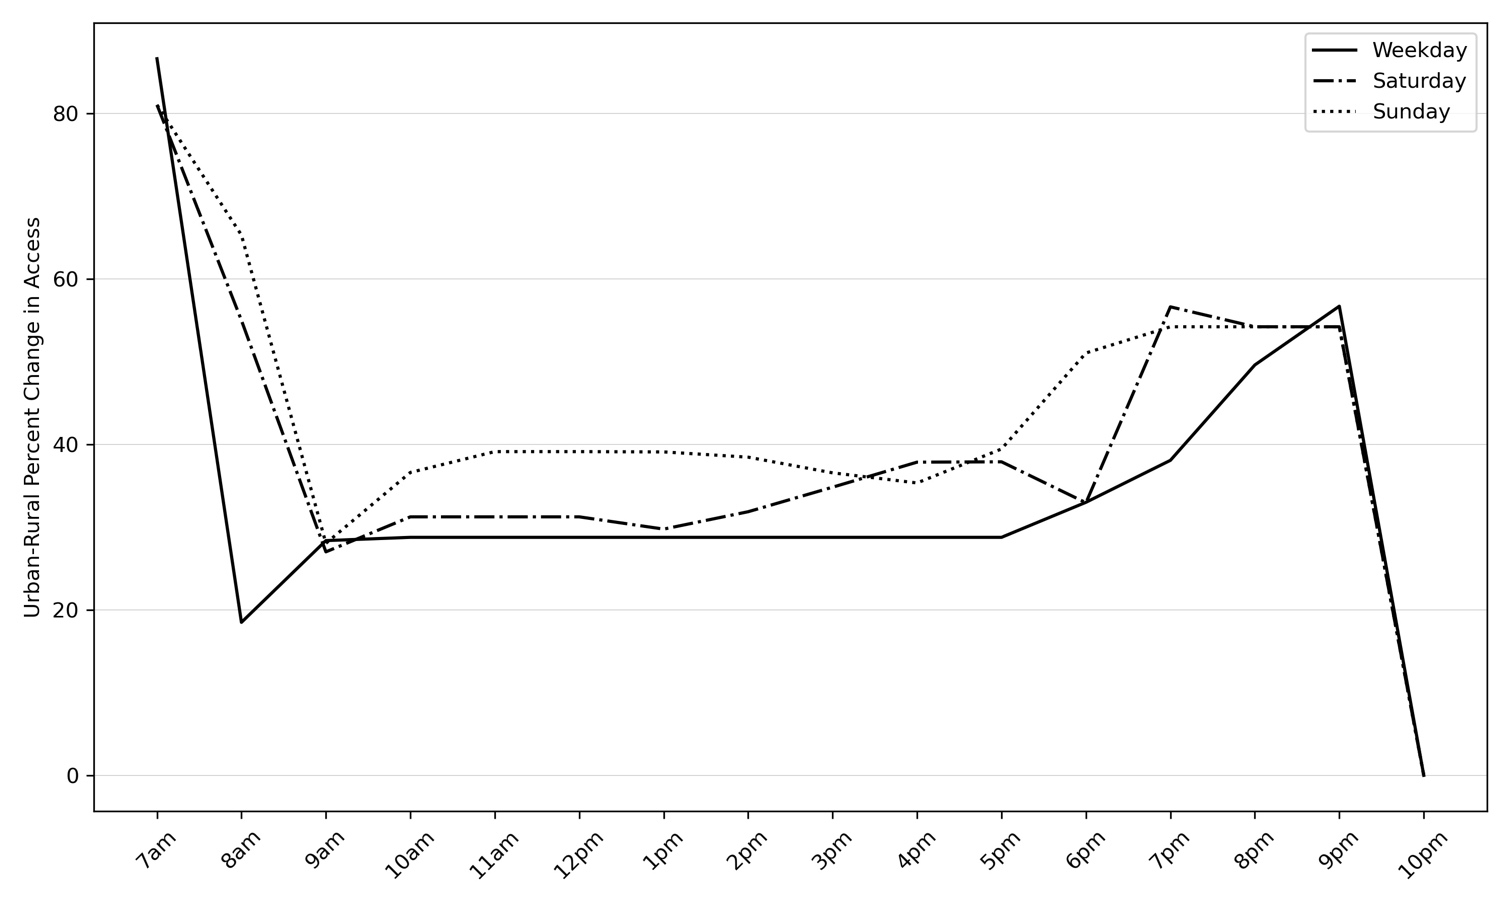 Weekday
Saturday
Sunday
Urban-Rural Percent Change in Access
80
60
40
20
0
7am
8am
9am
10am
11am
12pm
1pm
2pm
3pm
4pm
5pm
6pm
7pm
8pm
9pm
10pm